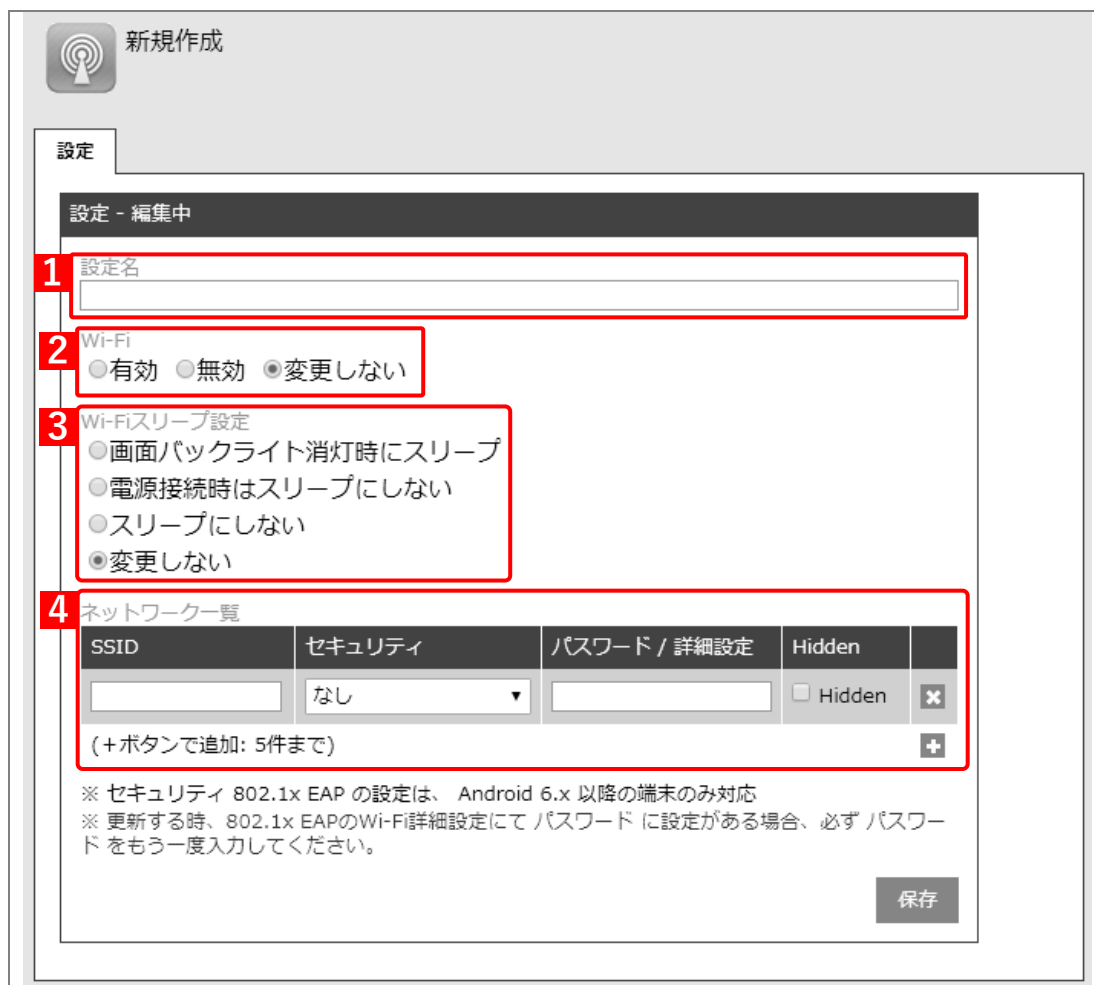 新規作成
設定
設定 - 編集中
1
設定名
2
Wi-Fi
有効 無効 変更しない
3
Wi-Fiスリープ設定
画面バックライト消灯時にスリープ
電源接続時はスリープにしない
スリープにしない
変更しない
4
ネットワーク一覧
SSID セキュリティ パスワード / 詳細設定 Hidden
なし Hidden
(+ボタンで追加: 5件まで)
※ セキュリティ 802.1x EAP の設定は、 Android 6.x 以降の端末のみ対応
※ 更新する時、802.1x EAPのWi-Fi詳細設定にて パスワード に設定がある場合、必ず パスワー
ド をもう一度入力してください。
保存